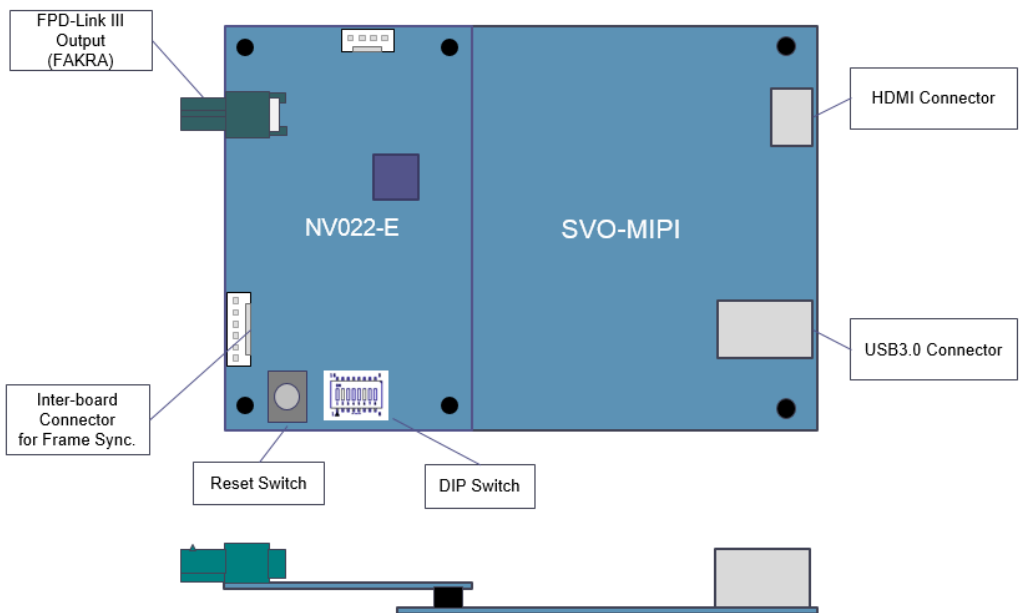 FPD-Link III
Output
(FAKRA)
HDMI Connector
NV022-E
SVO-MIPI
USB3.0 Connector
Inter-board
Connector
for Frame Sync.
Reset Switch
DIP Switch